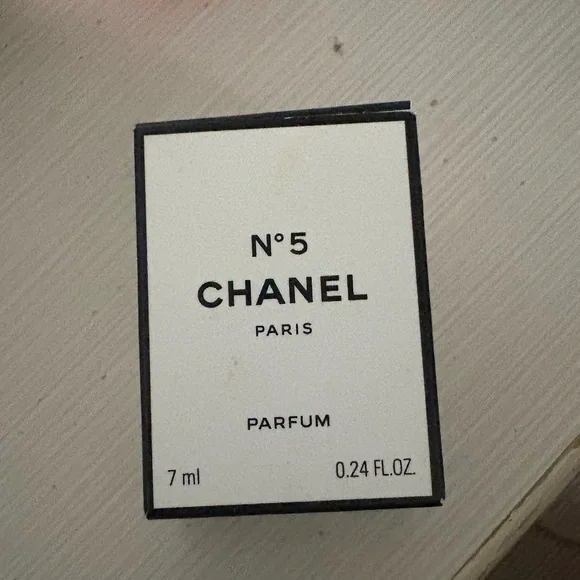 N°5
CHANEL
PARIS
PARFUM
7 ml 0.24 FL.OZ.